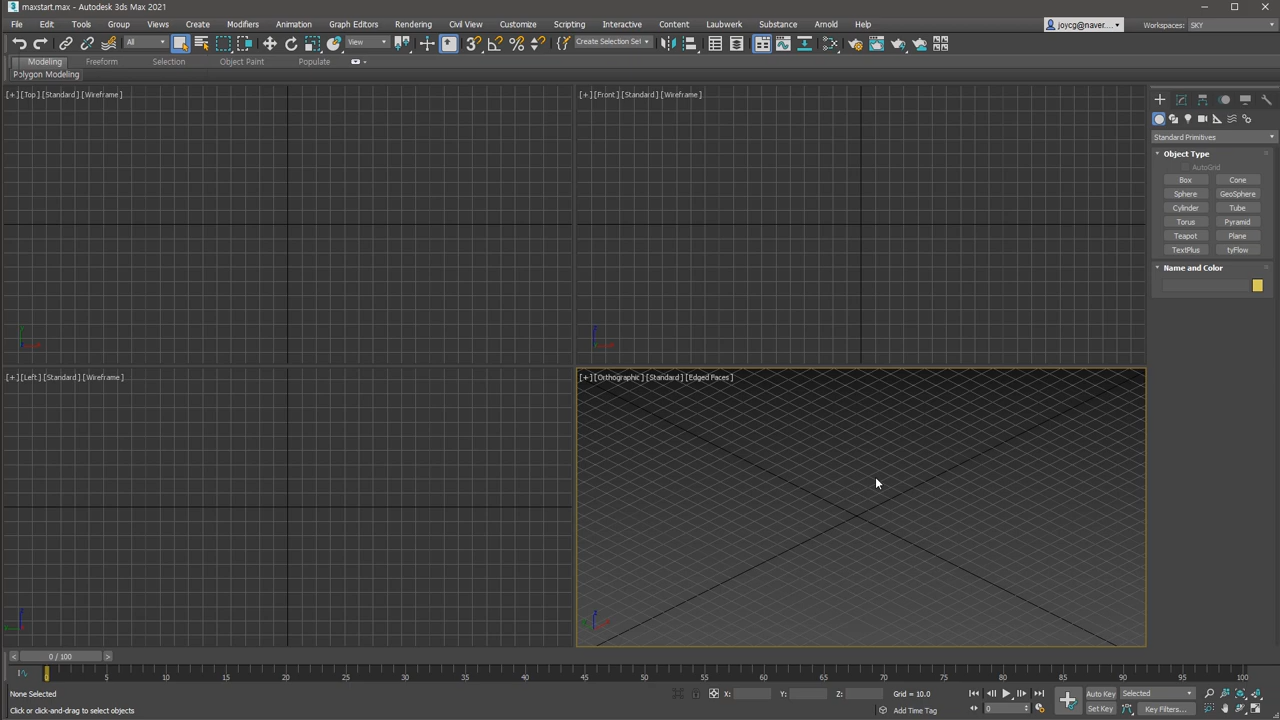 maxstart.max - Autodesk 3ds Max 2021
File Edit Tools Group Views Create Modifiers Animation Graph Editors Rendering Civil View Customize Scripting Interactive Content Laubwerk Substance Arnold Help joycg@naver.... Workspaces: SKY
All View Create Selection Set
Modeling Freeform Selection Object Paint Populate
Polygon Modeling
[+] [Top] [Standard] [Wireframe]
[+] [Front] [Standard] [Wireframe]
Standard Primitives
Object Type
AutoGrid
Box Cone
Sphere GeoSphere
Cylinder Tube
Torus Pyramid
Teapot Plane
TextPlus tyFlow
Name and Color
[+] [Left] [Standard] [Wireframe]
[+] [Orthographic] [Standard] [Edged Faces]
< 0 / 100 >
0 5 10 15 20 25 30 35 40 45 50 55 60 65 70 75 80 85 90 95 100
None Selected X: Y: Z: Grid = 10.0 Auto Key Selected
Click or click-and-drag to select objects Add Time Tag 0 Set Key Key Filters...